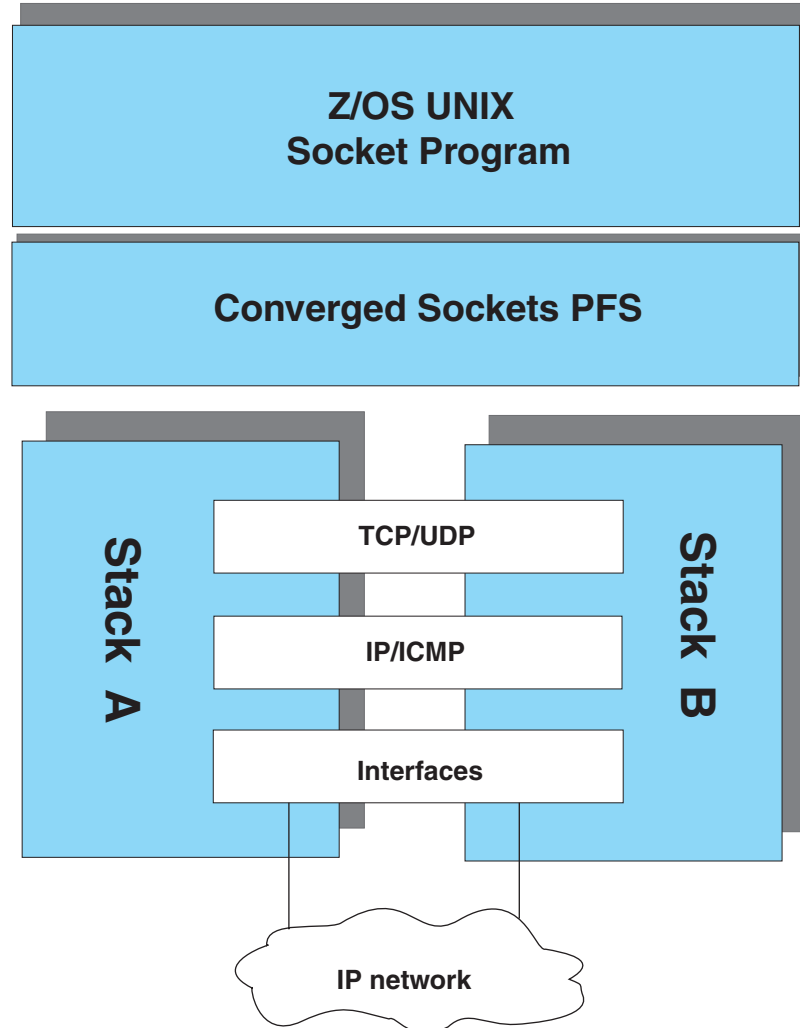 Z/OS UNIX
Socket Program
Converged Sockets PFS
Stack A
TCP/UDP
IP/ICMP
Interfaces
Stack B
IP network